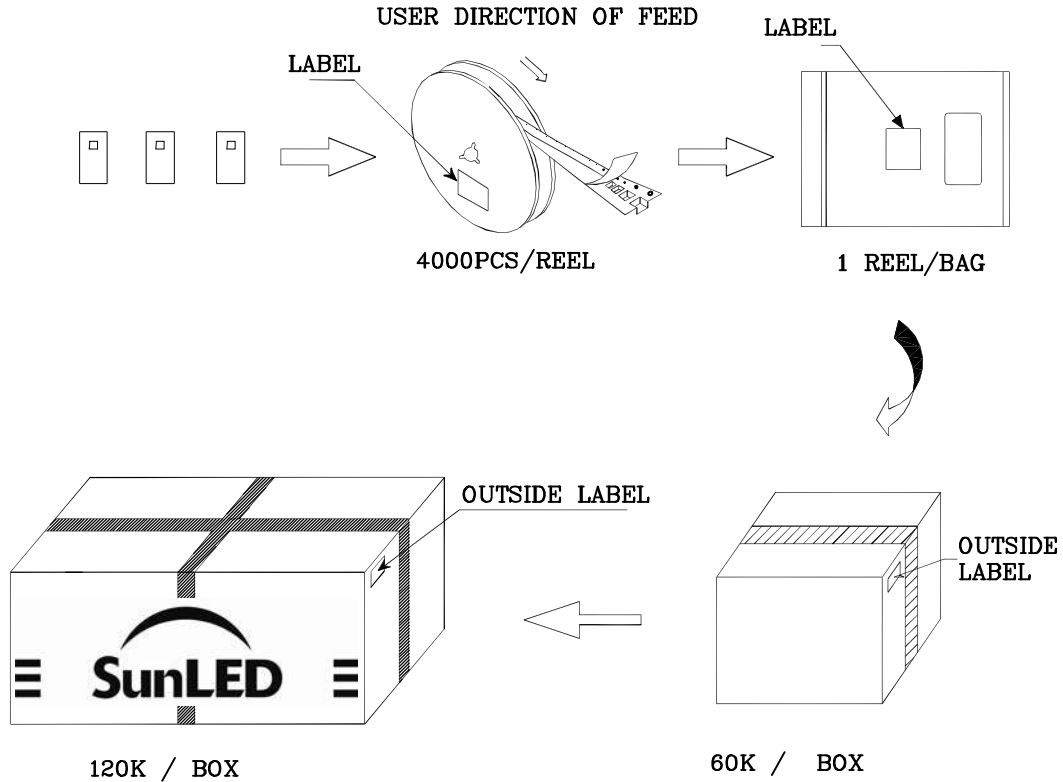 USER DIRECTION OF FEED
LABEL
LABEL
4000PCS/REEL
1 REEL/BAG
OUTSIDE LABEL
OUTSIDE
LABEL
SunLED
120K / BOX
60K / BOX